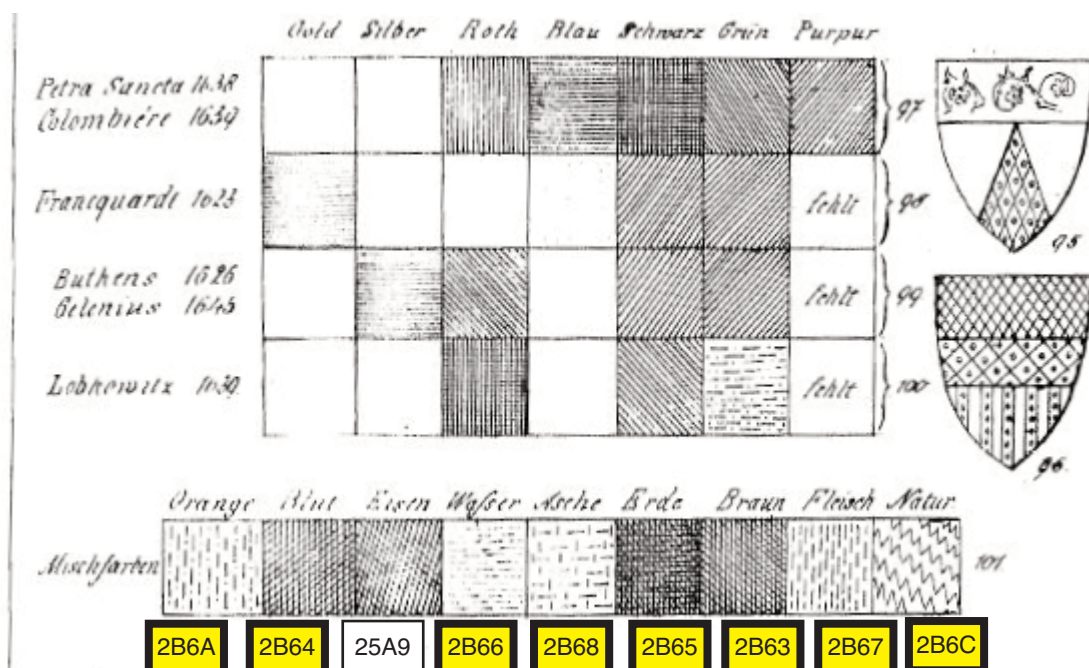 Gold Silber Roth Blau Schwarz Grün Purpur
Petra Sancta 1638
Colombiére 1639
97
Francquardt 1623 fehlt 98
95
Buthens 1626
Gelenius 1645
fehlt 99
Lobkowitz 1639 fehlt 100
96
Orange Blut Eisen Waſser Asche Erde Braun Fleisch Natur
Mischfarben 101
2B6A 2B64 25A9 2B66 2B68 2B65 2B63 2B67 2B6C